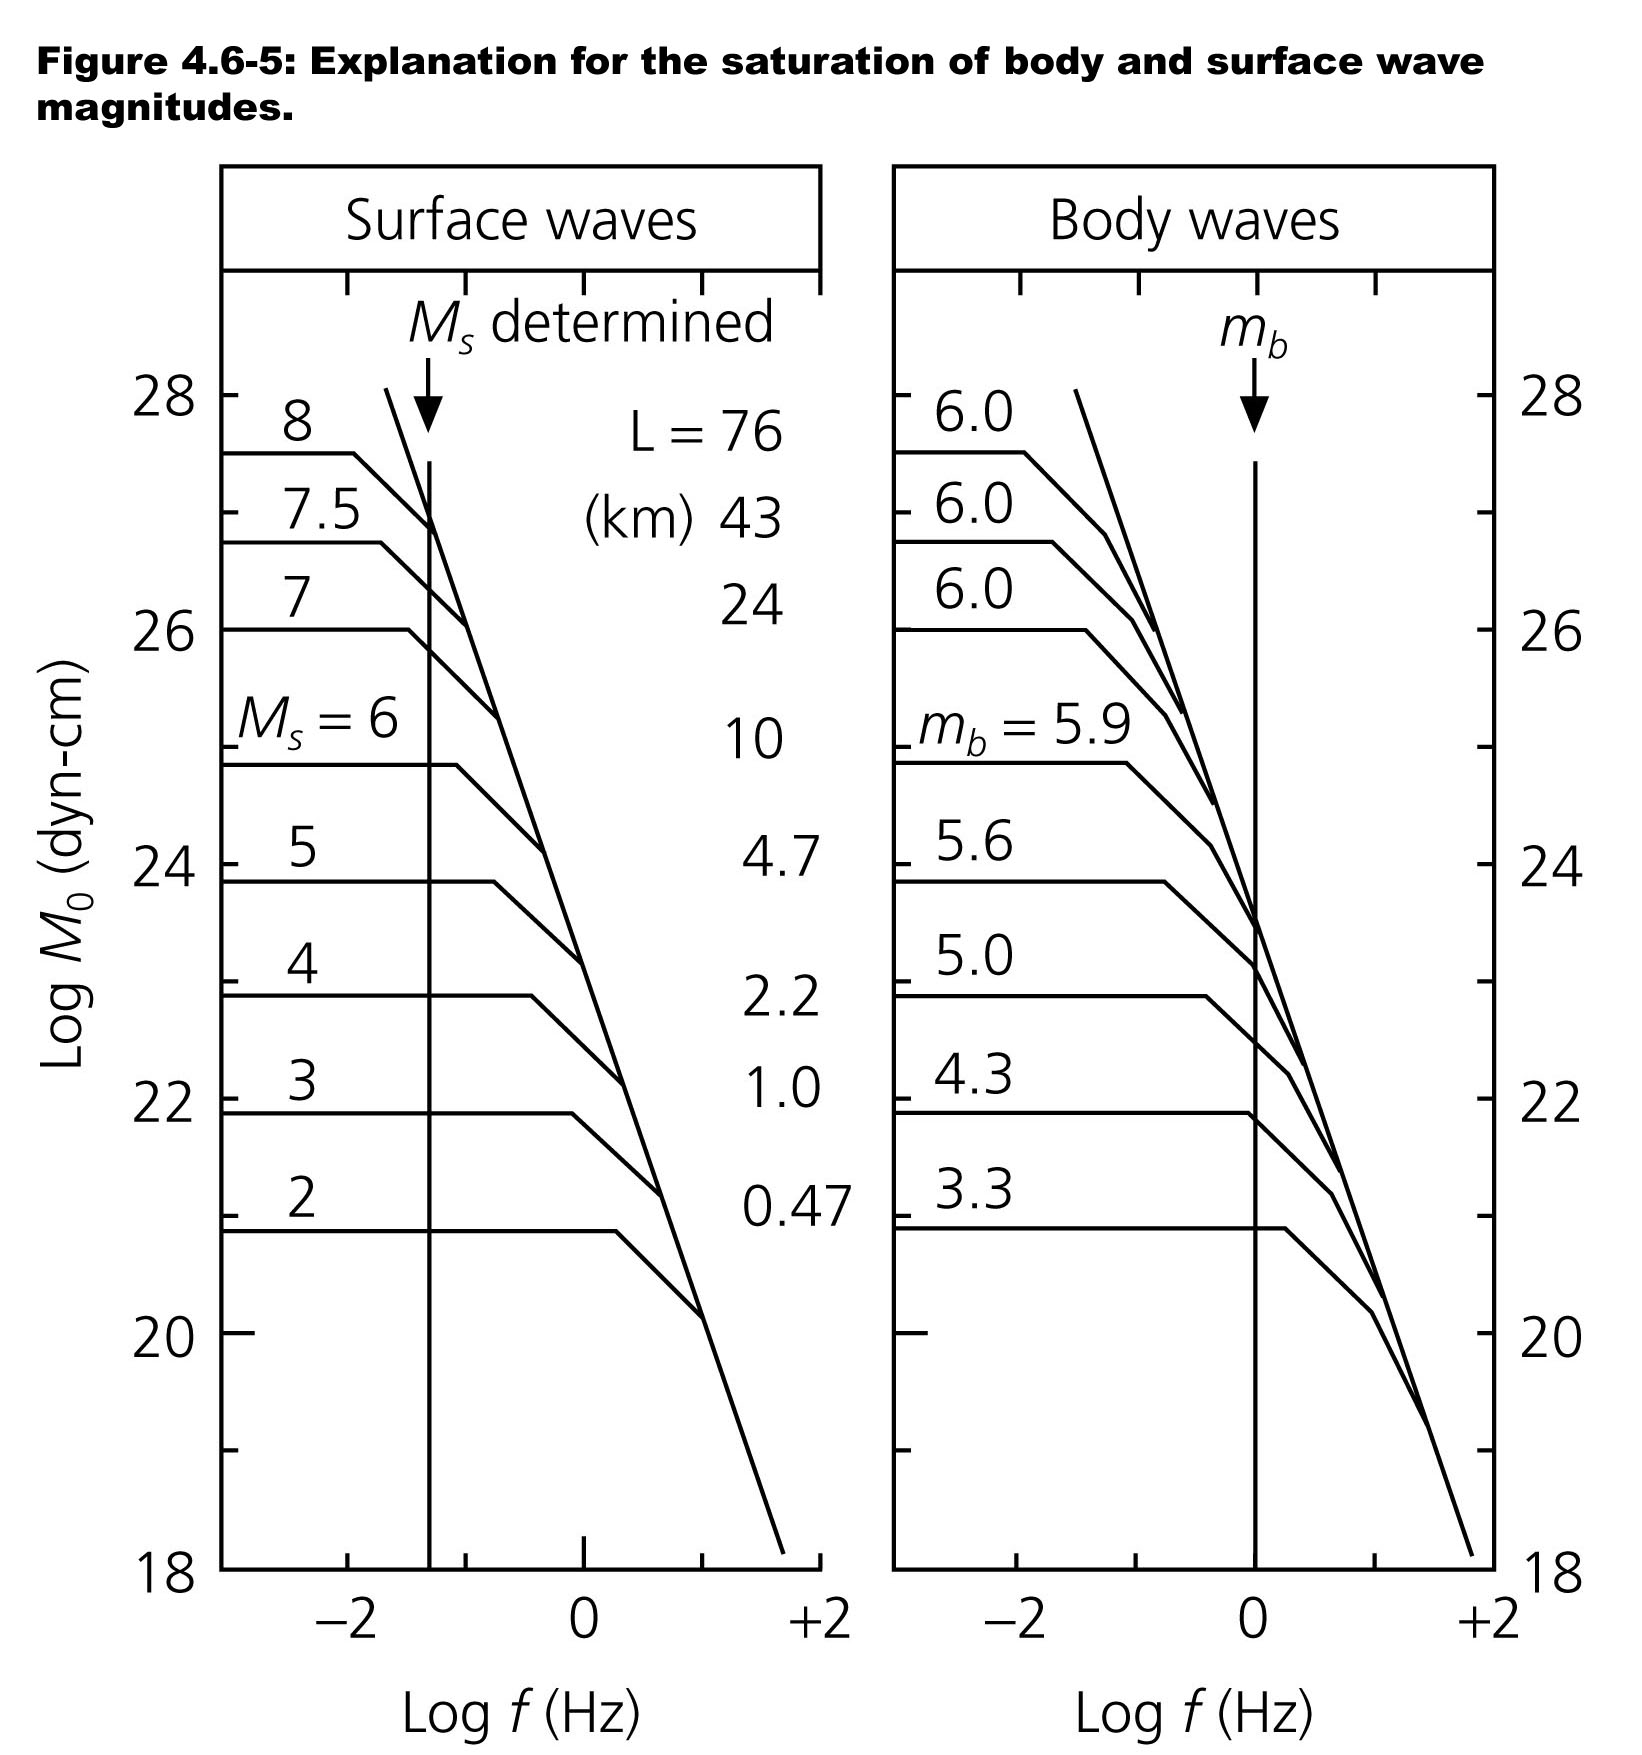 Figure 4.6-5: Explanation for the saturation of body and surface wave
magnitudes.
Surface waves
Ms determined
28
8
L = 76
7.5
(km) 43
7
24
26
Ms = 6
10
5
4.7
24
4
2.2
3
1.0
22
2
0.47
20
18
−2
0
+2
Log M0 (dyn-cm)
Log f (Hz)
Body waves
mb
6.0
28
6.0
6.0
26
mb = 5.9
5.6
24
5.0
4.3
22
3.3
20
18
−2
0
+2
Log f (Hz)